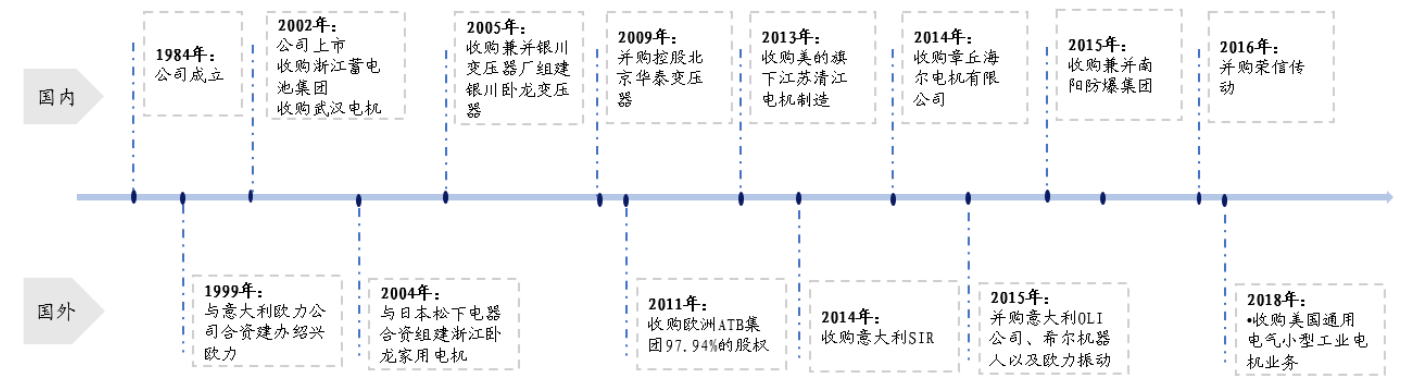 国内
1984年：
公司成立
2002年：
公司上市
收购浙江蓄电
池集团
收购武汉电机
2005年：
收购兼并银川
变压器厂组建
银川卧龙变压
器
2009年：
并购控股北
京华泰变压
器
2013年：
收购美的旗
下江苏清江
电机制造
2014年：
收购章丘海
尔电机有限
公司
2015年：
收购兼并南
阳防爆集团
2016年：
并购荣信传
动
国外
1999年：
与意大利欧力公
司合资建办绍兴
欧力
2004年：
与日本松下电器
合资组建浙江卧
龙家用电机
2011年：
收购欧洲ATB集
团97.94%的股权
2014年：
收购意大利SIR
2015年：
并购意大利OLI
公司、希尔机器
人以及欧力振动
2018年：
•收购美国通用
电气小型工业电
机业务